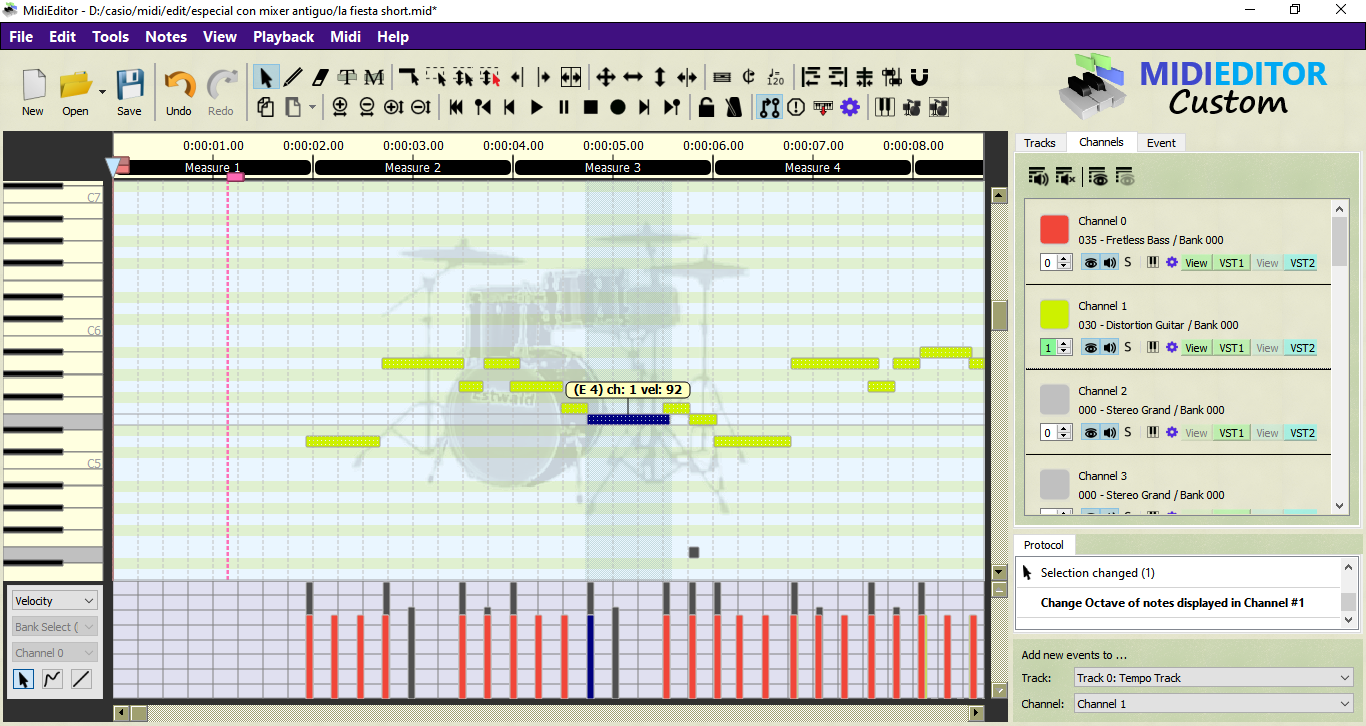 MidiEditor - D:/casio/midi/edit/especial con mixer antiguo/la fiesta short.mid*
File Edit Tools Notes View Playback Midi Help
New Open Save Undo Redo
120
MIDIEDITOR
Custom
0:00:01.00 0:00:02.00 0:00:03.00 0:00:04.00 0:00:05.00 0:00:06.00 0:00:07.00 0:00:08.00
Measure 1 Measure 2 Measure 3 Measure 4
C7
C6
C5
(E 4) ch: 1 vel: 92
Estwald
Velocity
Bank Select (
Channel 0
Tracks Channels Event
Channel 0
035 - Fretless Bass / Bank 000
0 S View VST1 View VST2
Channel 1
030 - Distortion Guitar / Bank 000
1 S View VST1 View VST2
Channel 2
000 - Stereo Grand / Bank 000
0 S View VST1 View VST2
Channel 3
000 - Stereo Grand / Bank 000
Protocol
Selection changed (1)
Change Octave of notes displayed in Channel #1
Add new events to ...
Track: Track 0: Tempo Track
Channel: Channel 1